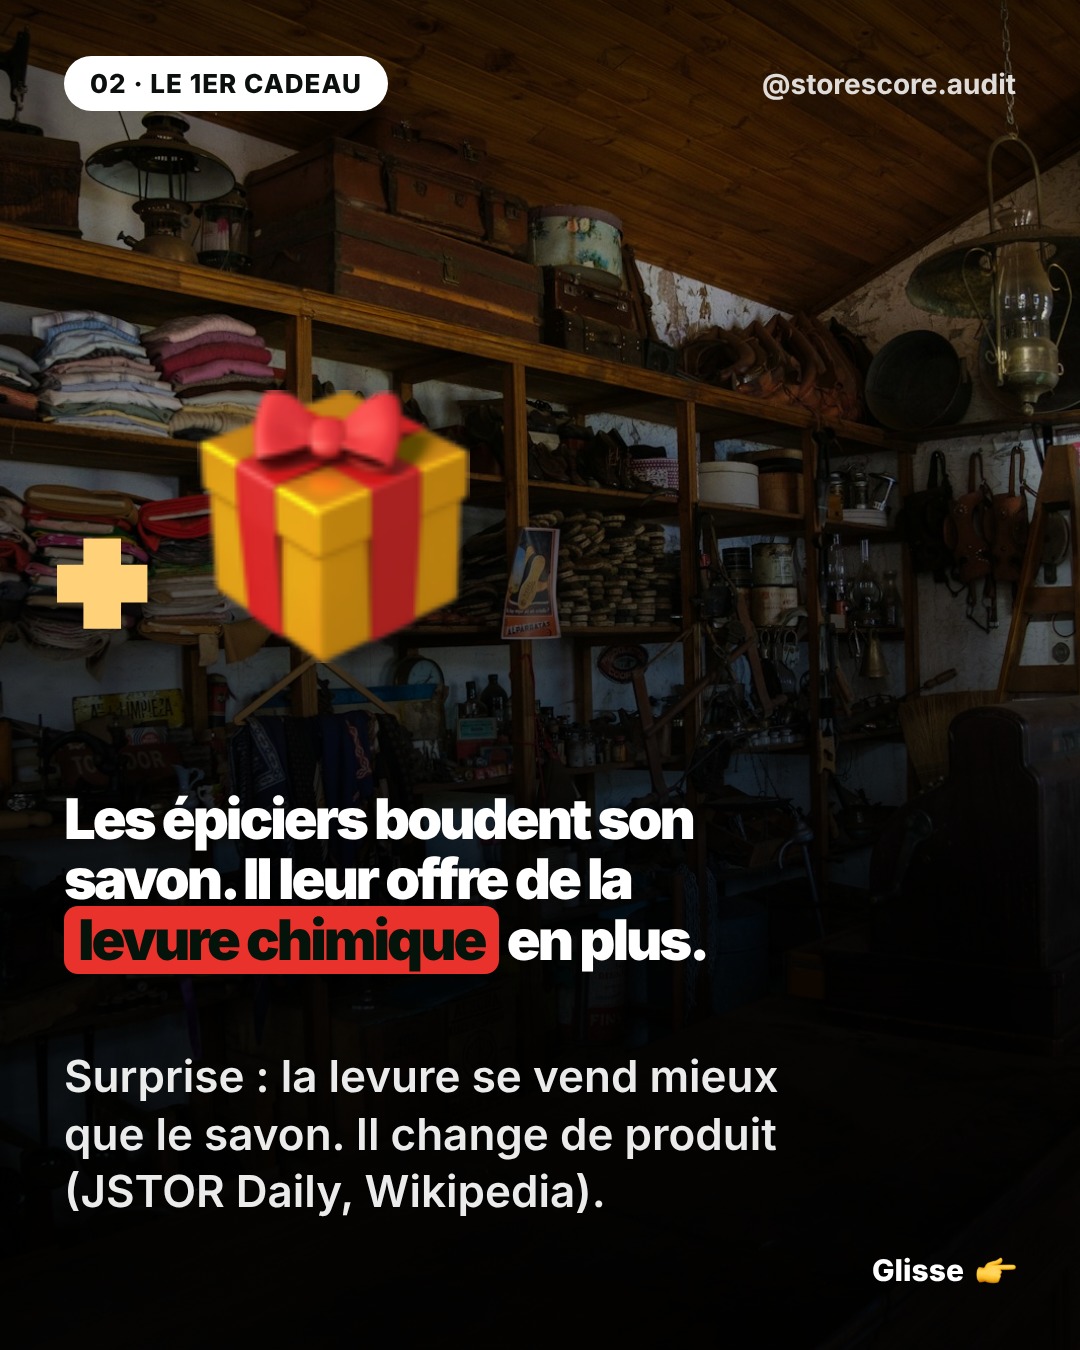 02 · LE 1ER CADEAU
@storescore.audit
ALPARGATAS
Les épiciers boudent son
savon. Il leur offre de la
levure chimique en plus.
Surprise : la levure se vend mieux
que le savon. Il change de produit
(JSTOR Daily, Wikipedia).
Glisse 👉